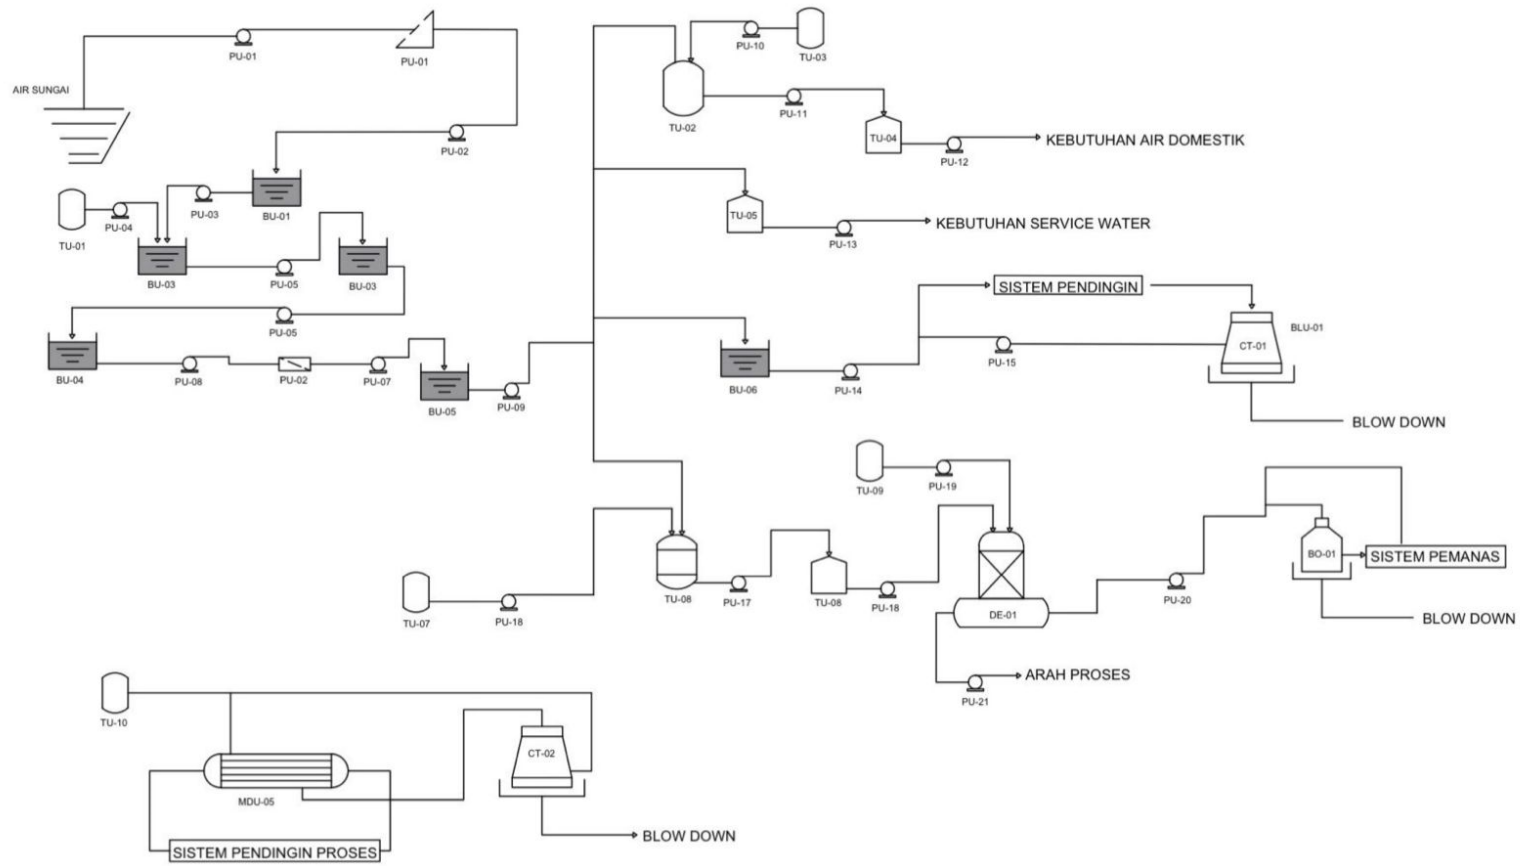 PU-01
PU-01
AIR SUNGAI
PU-02
BU-01
PU-03
PU-04
TU-01
BU-03
PU-05
BU-03
PU-05
BU-04
PU-08
PU-02
PU-07
BU-05
PU-09
PU-10
TU-03
TU-02
PU-11
TU-04
PU-12
KEBUTUHAN AIR DOMESTIK
TU-05
PU-13
KEBUTUHAN SERVICE WATER
SISTEM PENDINGIN
BLU-01
CT-01
PU-15
BU-06
PU-14
BLOW DOWN
TU-09
PU-19
TU-07
PU-18
TU-08
PU-17
TU-08
PU-18
DE-01
PU-20
BO-01
SISTEM PEMANAS
BLOW DOWN
PU-21
ARAH PROSES
TU-10
MDU-05
CT-02
BLOW DOWN
SISTEM PENDINGIN PROSES